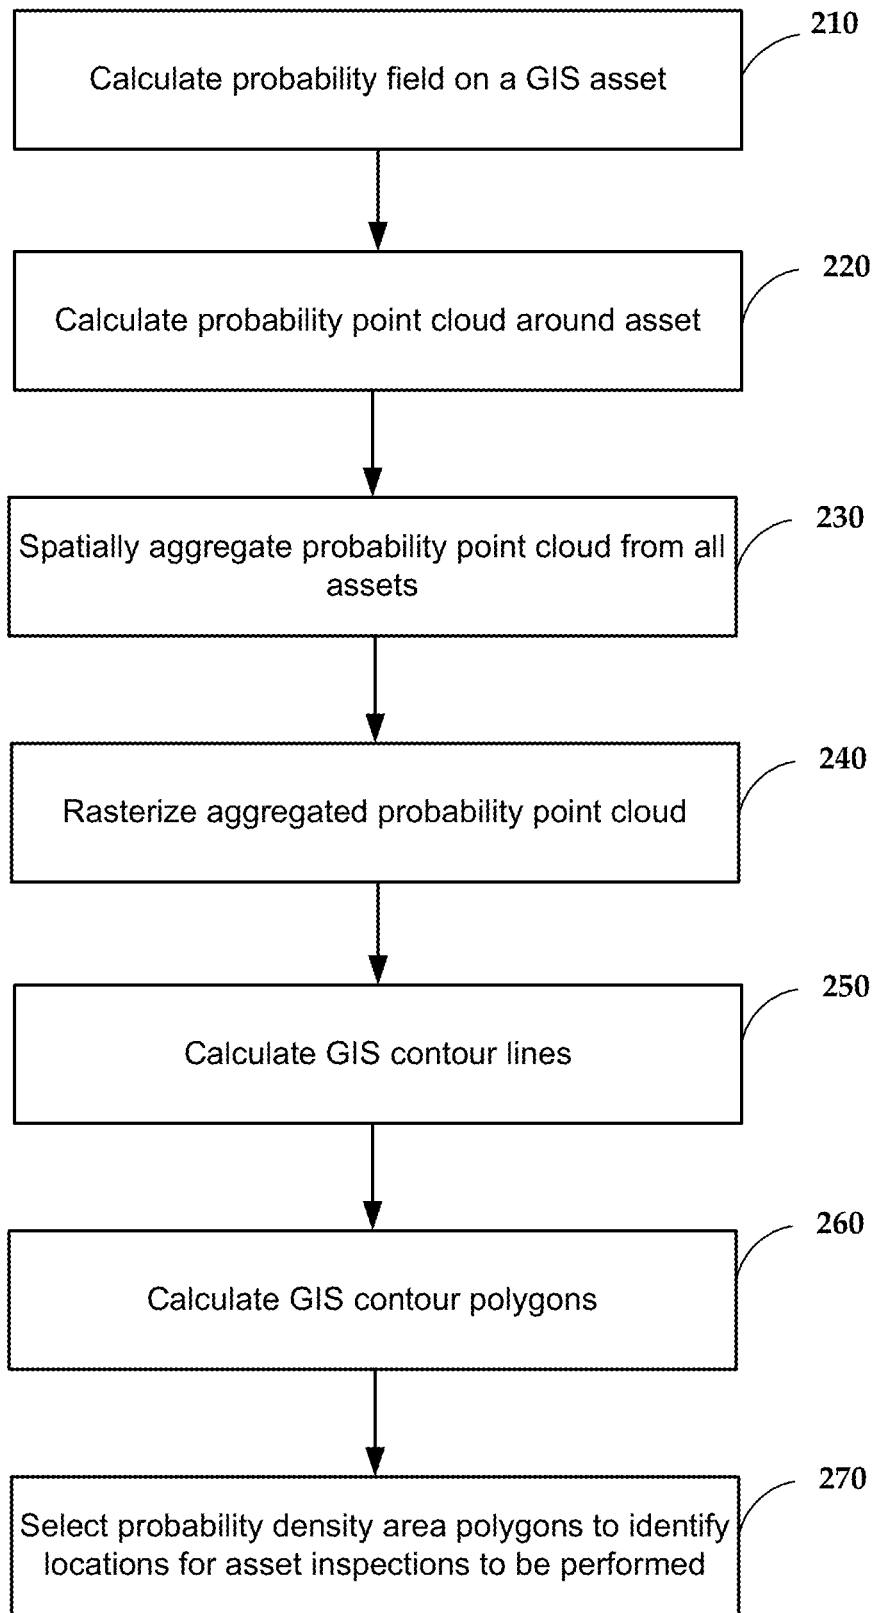 210
Calculate probability field on a GIS asset
220
Calculate probability point cloud around asset
230
Spatially aggregate probability point cloud from all
assets
240
Rasterize aggregated probability point cloud
250
Calculate GIS contour lines
260
Calculate GIS contour polygons
270
Select probability density area polygons to identify
locations for asset inspections to be performed